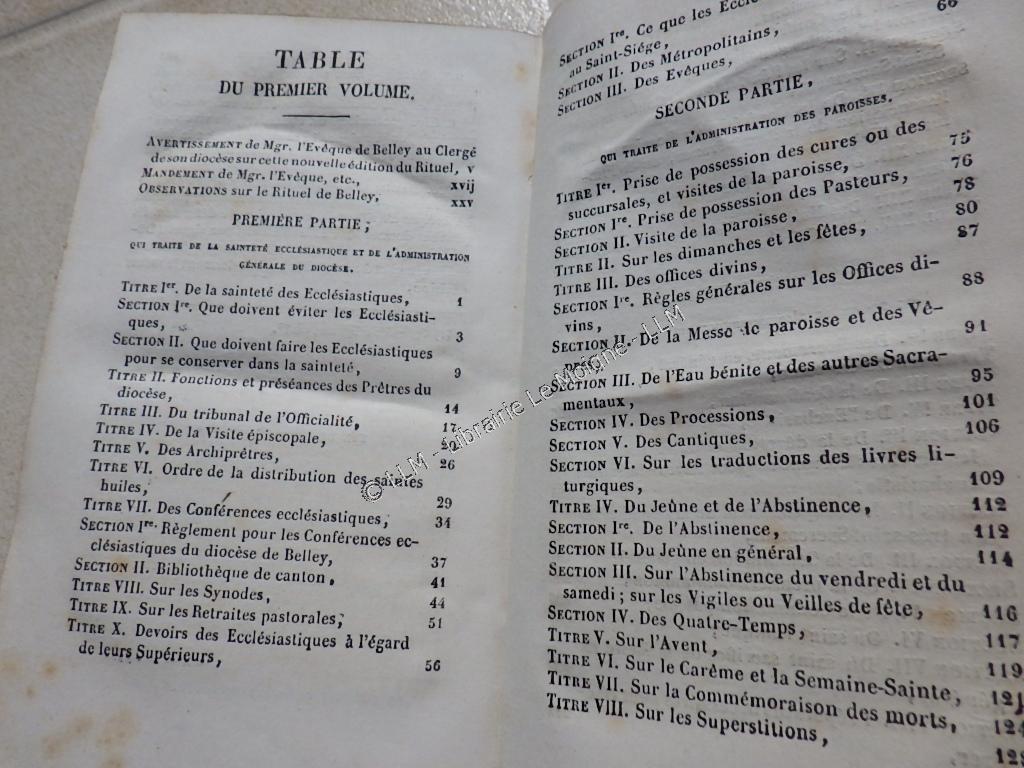 TABLE
DU PREMIER VOLUME.
AVERTISSEMENT de Mgr. l'Evêque de Belley au Clergé
de son diocèse sur cette nouvelle édition du Rituel, v
MANDEMENT de Mgr. l'Evêque, etc., xvij
OBSERVATIONS sur le Rituel de Belley, xxv
PREMIÈRE PARTIE;
QUI TRAITE DE LA SAINTETÉ ECCLÉSIASTIQUE ET DE L'ADMINISTRATION
GÉNÉRALE DU DIOCÈSE.
TITRE Ier. De la sainteté des Ecclésiastiques, 1
SECTION Ire. Que doivent éviter les Ecclésiasti-
ques, 3
SECTION II. Que doivent faire les Ecclésiastiques
pour se conserver dans la sainteté, 9
TITRE II. Fonctions et préséances des Prêtres du
diocèse, 14
TITRE III. Du tribunal de l'Officialité, 17
TITRE IV. De la Visite épiscopale, 20
TITRE V. Des Archiprêtres, 26
TITRE VI. Ordre de la distribution des saintes
huiles, 29
TITRE VII. Des Conférences ecclésiastiques, 34
SECTION Ire. Règlement pour les Conférences ec-
clésiastiques du diocèse de Belley, 37
SECTION II. Bibliothèque de canton, 41
TITRE VIII. Sur les Synodes, 44
TITRE IX. Sur les Retraites pastorales, 51
TITRE X. Devoirs des Ecclésiastiques à l'égard
de leurs Supérieurs, 56
SECTION Ire. Ce que les
au Saint-Siége, 66
SECTION II. Des Métropolitains,
SECTION III. Des Evêques,
SECONDE PARTIE,
QUI TRAITE DE L'ADMINISTRATION DES PAROISSES.
TITRE Ier. Prise de possession des cures ou des
succursales, et visites de la paroisse, 75
SECTION Ire. Prise de possession des Pasteurs, 76
SECTION II. Visite de la paroisse, 78
TITRE II. Sur les dimanches et les fêtes, 80
TITRE III. Des offices divins, 87
SECTION Ire. Règles générales sur les Offices di-
vins, 88
SECTION II. De la Messe de paroisse et des Vê-
pres, 91
SECTION III. De l'Eau bénite et des autres Sacra-
mentaux, 95
SECTION IV. Des Processions, 101
SECTION V. Des Cantiques, 106
SECTION VI. Sur les traductions des livres li-
turgiques, 109
TITRE IV. Du Jeûne et de l'Abstinence, 112
SECTION Ire. De l'Abstinence, 112
SECTION II. Du Jeûne en général, 114
SECTION III. Sur l'Abstinence du vendredi et du
samedi; sur les Vigiles ou Veilles de fête, 116
SECTION IV. Des Quatre-Temps, 117
TITRE V. Sur l'Avent, 119
TITRE VI. Sur le Carême et la Semaine-Sainte, 121
TITRE VII. Sur la Commémoraison des morts, 124
TITRE VIII. Sur les Superstitions,
© LLM - Librairie Le Moigne - LLM